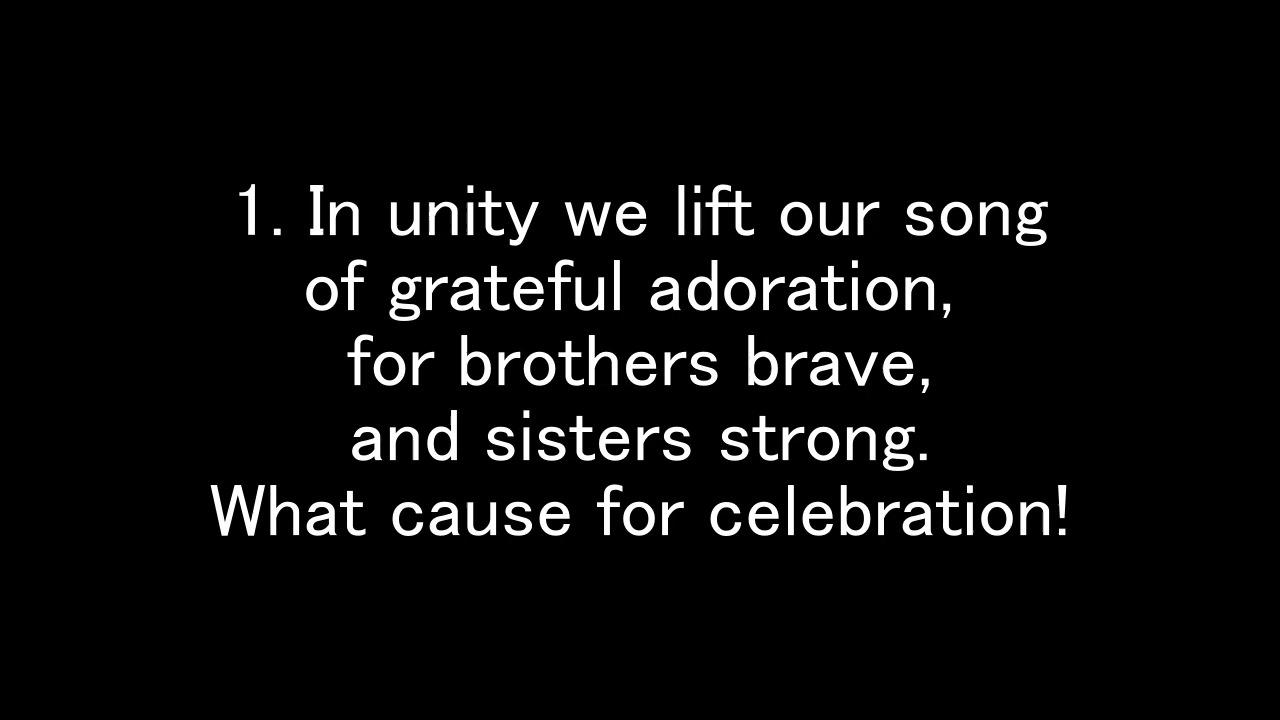 1. In unity we lift our song
of grateful adoration,
for brothers brave,
and sisters strong.
What cause for celebration!